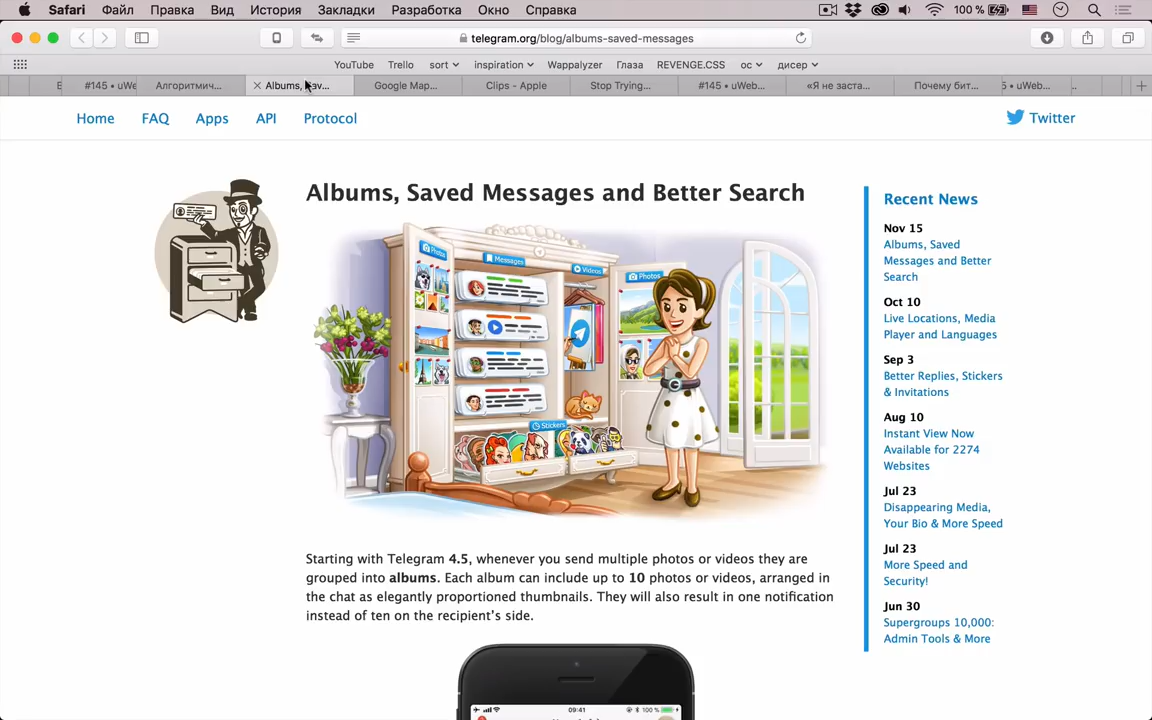 Safari Файл Правка Вид История Закладки Разработка Окно Справка 100 %
telegram.org/blog/albums-saved-messages
YouTube Trello sort inspiration Wappalyzer Глаза REVENGE.CSS ос дисер
#145 • uWe Алгоритмич... Albums, Sav... Google Map... Clips - Apple Stop Trying... #145 • uWeb... «Я не заста... Почему бит... 5 • uWeb...
Home FAQ Apps API Protocol Twitter
Albums, Saved Messages and Better Search
Photos
Messages
Videos
Photos
Stickers
Starting with Telegram 4.5, whenever you send multiple photos or videos they are
grouped into albums. Each album can include up to 10 photos or videos, arranged in
the chat as elegantly proportioned thumbnails. They will also result in one notification
instead of ten on the recipient's side.
09:41 100 %
Recent News
Nov 15
Albums, Saved
Messages and Better
Search
Oct 10
Live Locations, Media
Player and Languages
Sep 3
Better Replies, Stickers
& Invitations
Aug 10
Instant View Now
Available for 2274
Websites
Jul 23
Disappearing Media,
Your Bio & More Speed
Jul 23
More Speed and
Security!
Jun 30
Supergroups 10,000:
Admin Tools & More